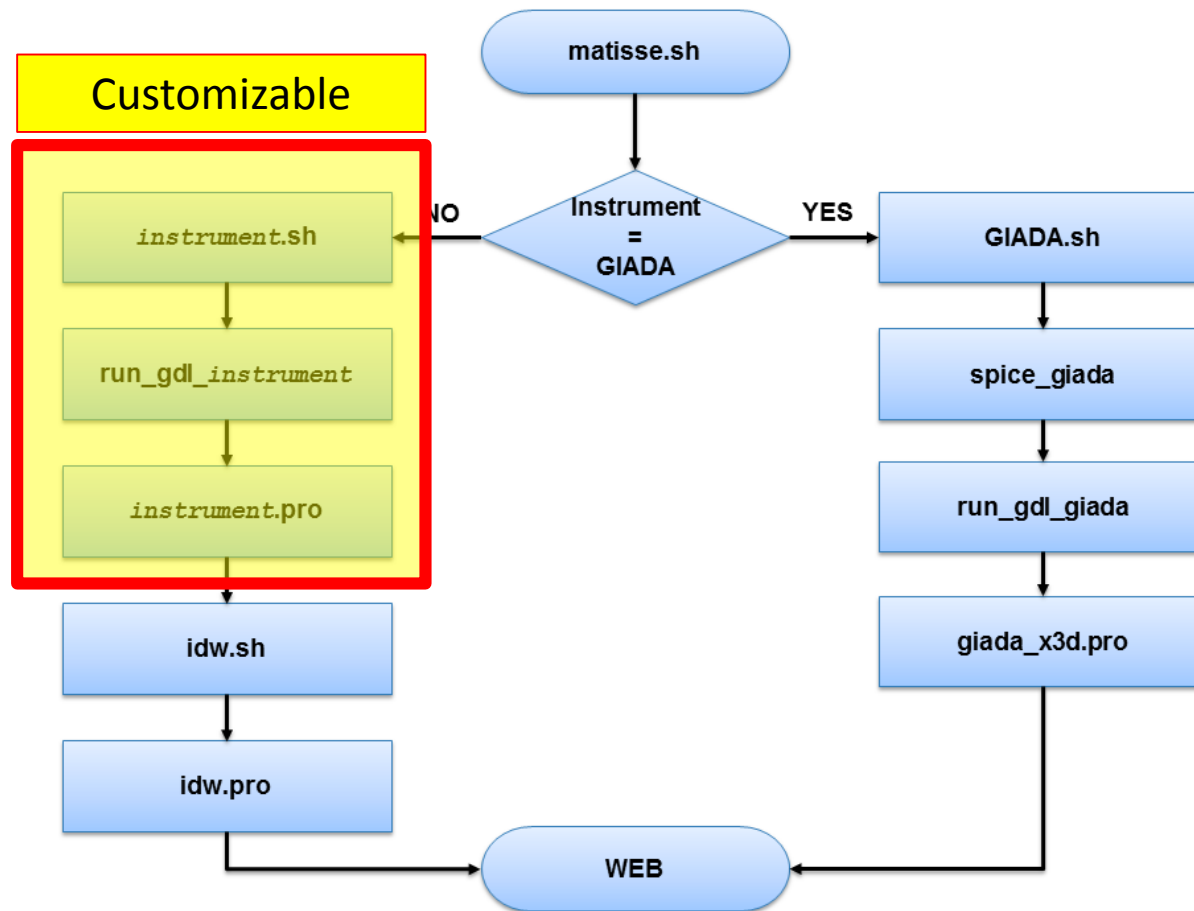 matisse.sh
Customizable
Instrument
=
GIADA
NO
YES
instrument.sh
GIADA.sh
run_gdl_instrument
spice_giada
instrument.pro
run_gdl_giada
idw.sh
giada_x3d.pro
idw.pro
WEB